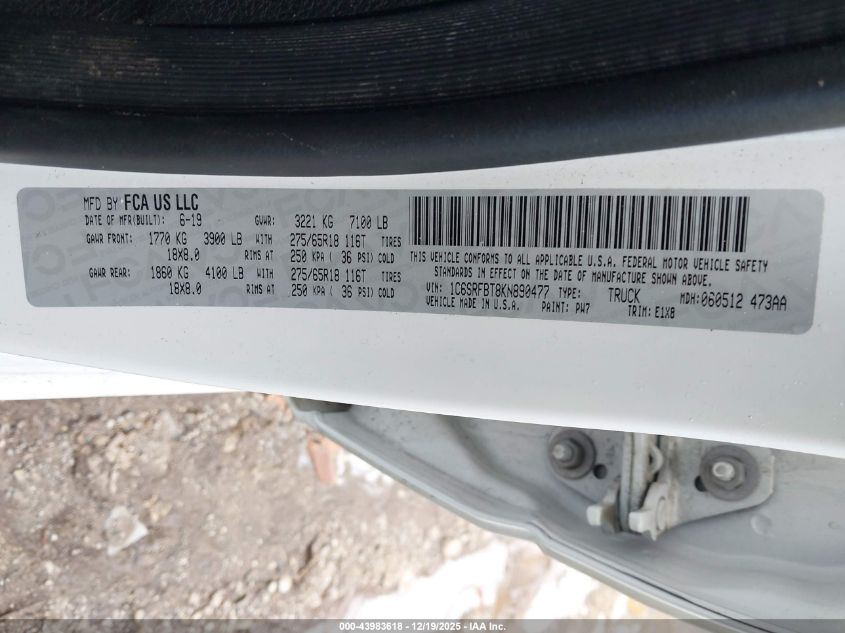 MFD BY FCA US LLC
DATE OF MFR(BUILT): 6-19 GVWR: 3221 KG 7100 LB
GAWR FRONT: 1770 KG 3900 LB WITH 275/65R18 116T TIRES
18X8.0 RIMS AT 250 KPA ( 36 PSI) COLD
GAWR REAR: 1860 KG 4100 LB WITH 275/65R18 116T TIRES
18X8.0 RIMS AT 250 KPA ( 36 PSI) COLD
THIS VEHICLE CONFORMS TO ALL APPLICABLE U.S.A. FEDERAL MOTOR VEHICLE SAFETY
STANDARDS IN EFFECT ON THE DATE OF MANUFACTURE SHOWN ABOVE.
VIN: 1C6SRFBT8KN890477 TYPE: TRUCK MDH: 060512 473AA
VEHICLE MADE IN U.S.A. PAINT: PW7 TRIM: E1X8
000-43983618 - 12/19/2025 - IAA Inc.